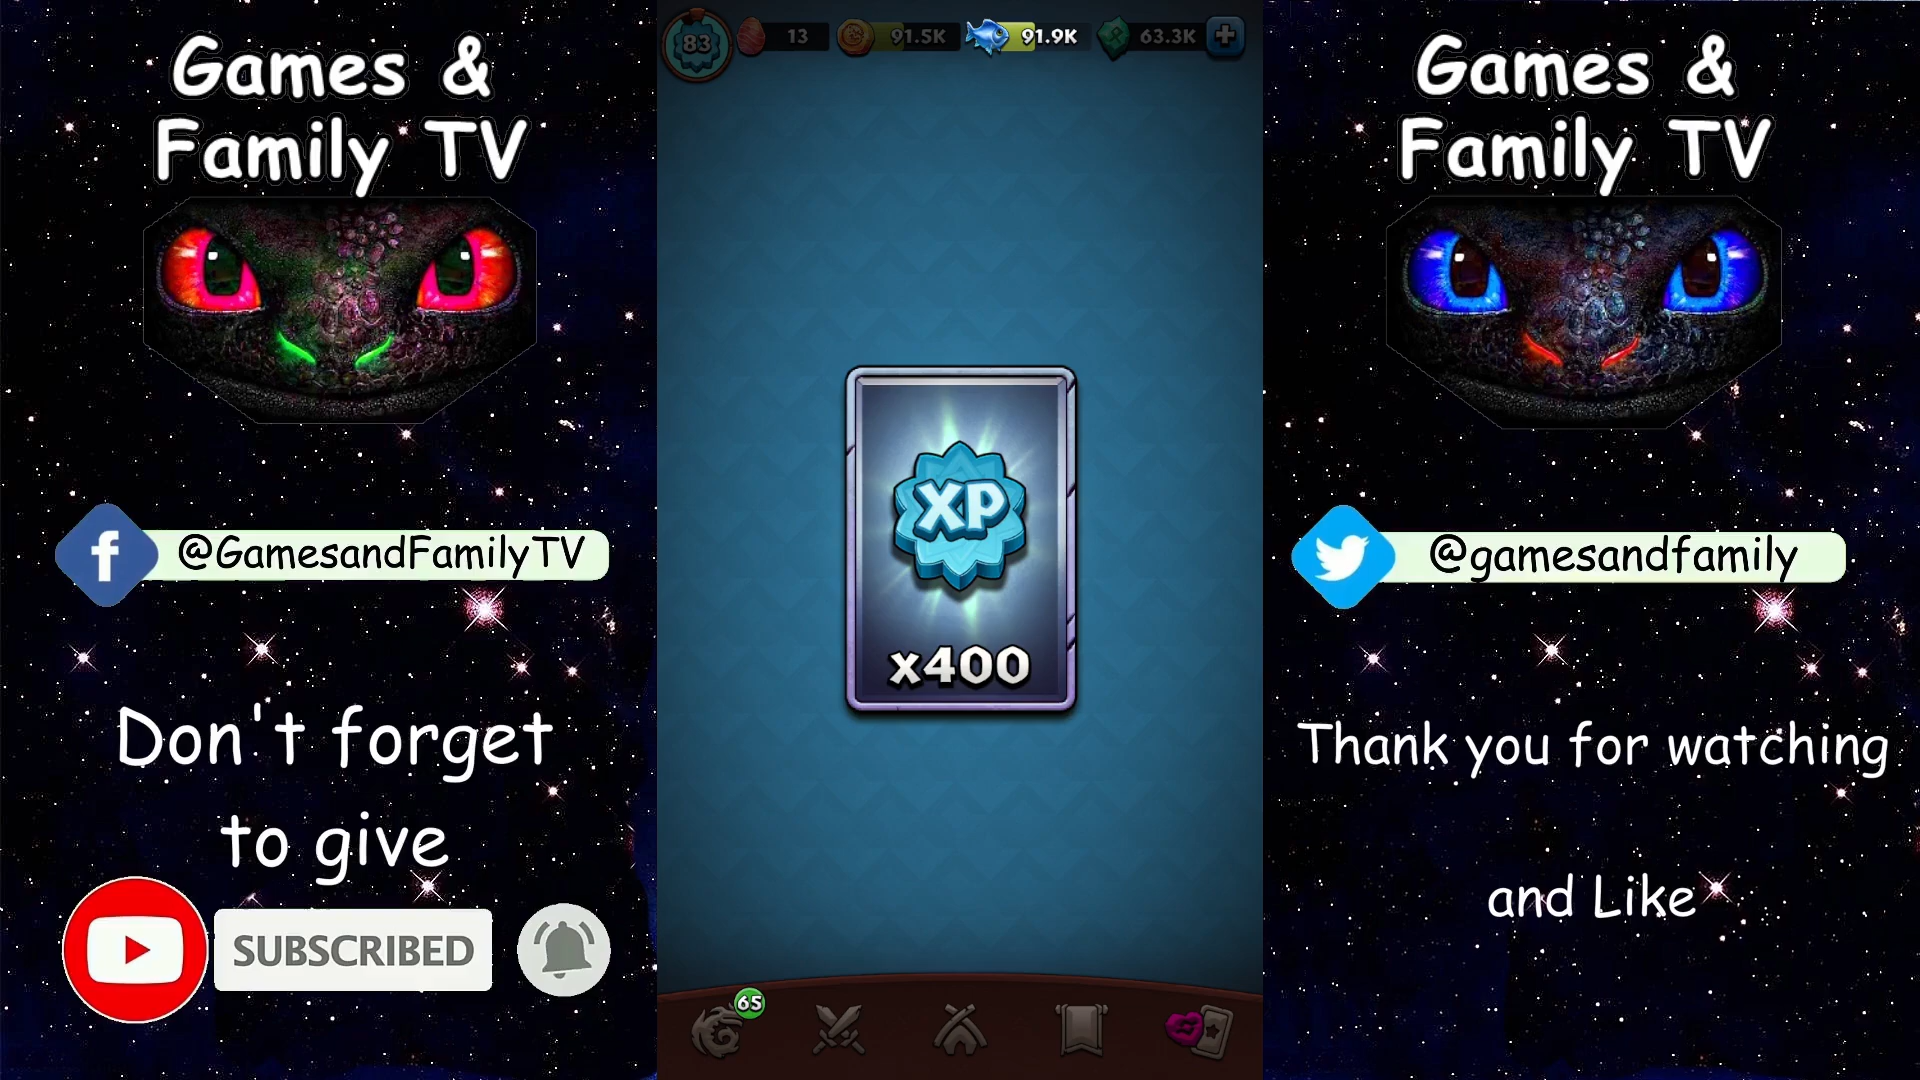 Games &
Family TV
@GamesandFamilyTV
Don't forget
to give
SUBSCRIBED
83
13
91.5K
91.9K
63.3K
XP
x400
65
Games &
Family TV
@gamesandfamily
Thank you for watching
and Like